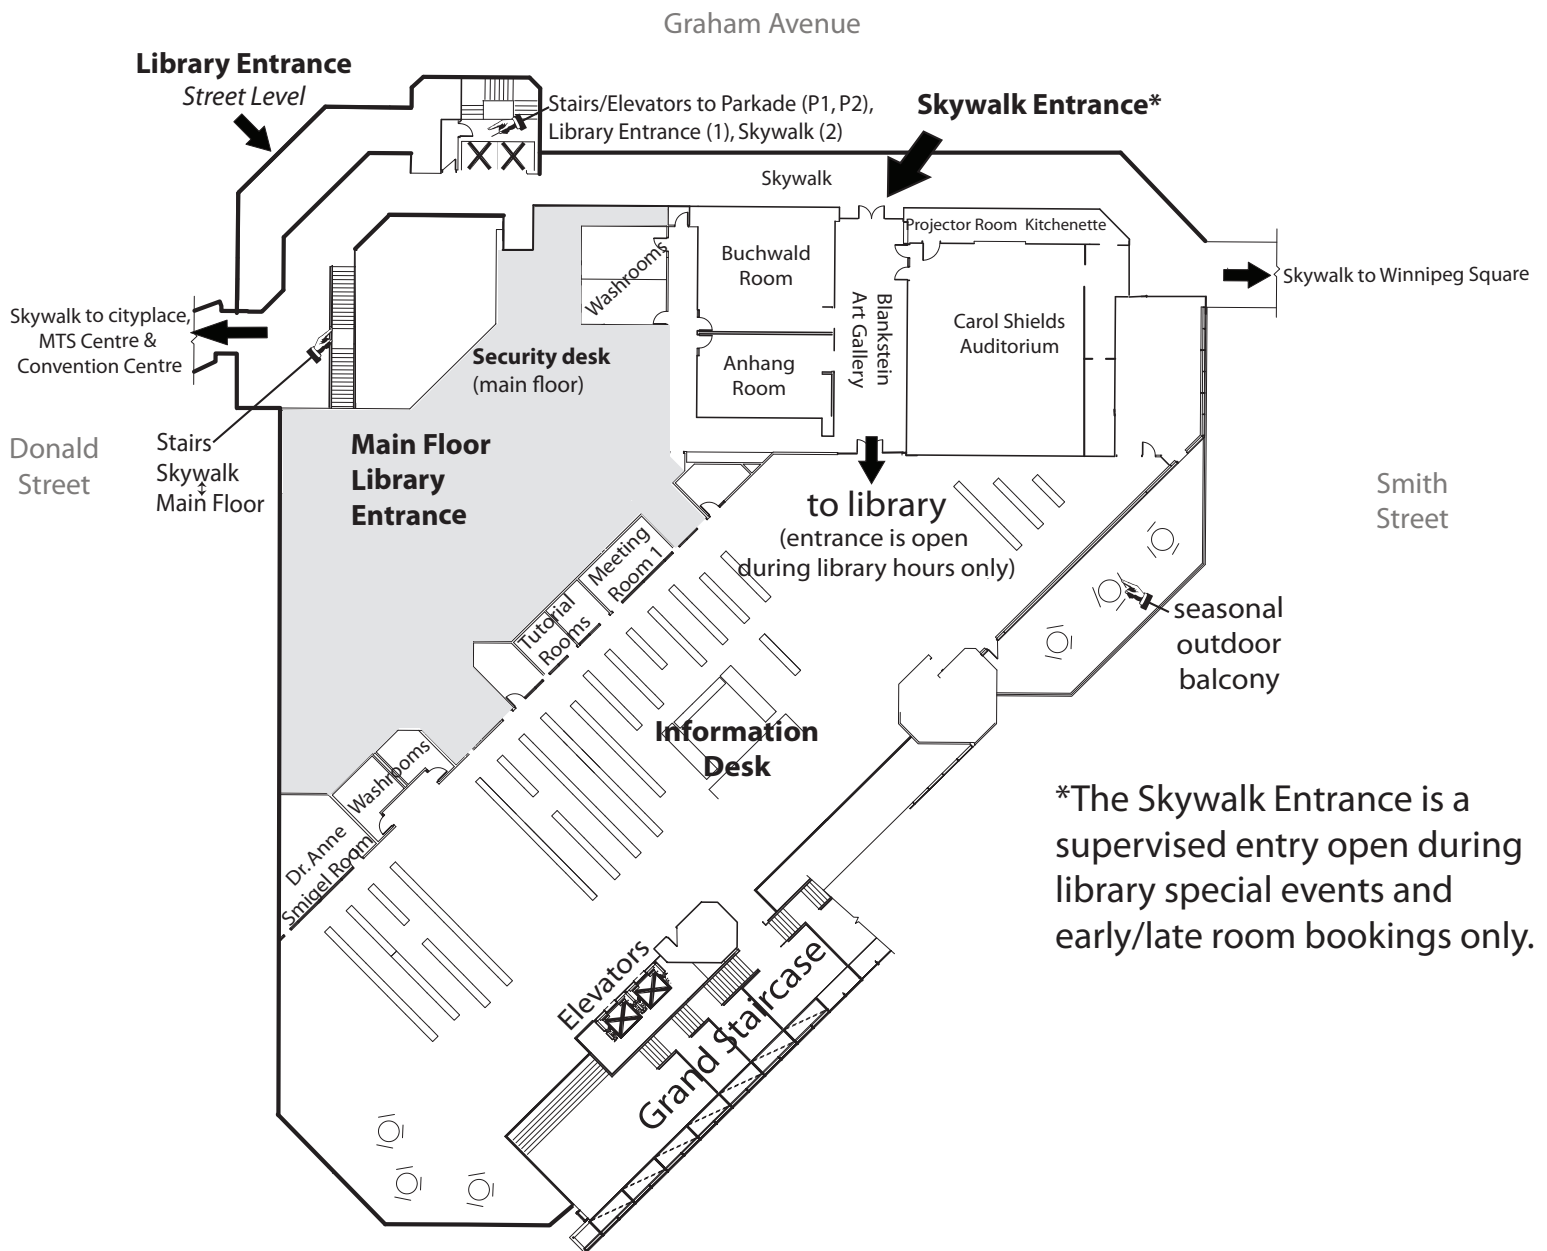 Graham Avenue
Library Entrance
Street Level
Stairs/Elevators to Parkade (P1, P2),
Library Entrance (1), Skywalk (2)
Skywalk Entrance*
Skywalk
Projector Room Kitchenette
Washrooms
Buchwald
Room
Blankstein
Art Gallery
Carol Shields
Auditorium
Skywalk to Winnipeg Square
Skywalk to cityplace,
MTS Centre &
Convention Centre
Security desk
(main floor)
Anhang
Room
Donald
Street
Stairs
Skywalk
↕
Main Floor
Main Floor
Library
Entrance
to library
(entrance is open
during library hours only)
Smith
Street
Meeting
Room 1
Tutorial
Rooms
seasonal
outdoor
balcony
Information
Desk
Washrooms
Dr. Anne
Smigel Room
*The Skywalk Entrance is a
supervised entry open during
library special events and
early/late room bookings only.
Elevators
Grand Staircase